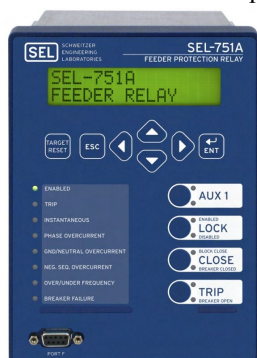 SEL SCHWEITZER
ENGINEERING
LABORATORIES
SEL-751A
FEEDER PROTECTION RELAY
SEL-751A
FEEDER RELAY
TARGET
RESET
ESC
ENT
ENABLED
TRIP
INSTANTANEOUS
PHASE OVERCURRENT
GND/NEUTRAL OVERCURRENT
NEG. SEQ. OVERCURRENT
OVER/UNDER FREQUENCY
BREAKER FAILURE
AUX 1
ENABLED
LOCK
DISABLED
BLOCK CLOSE
CLOSE
BREAKER CLOSED
TRIP
BREAKER OPEN
PORT F